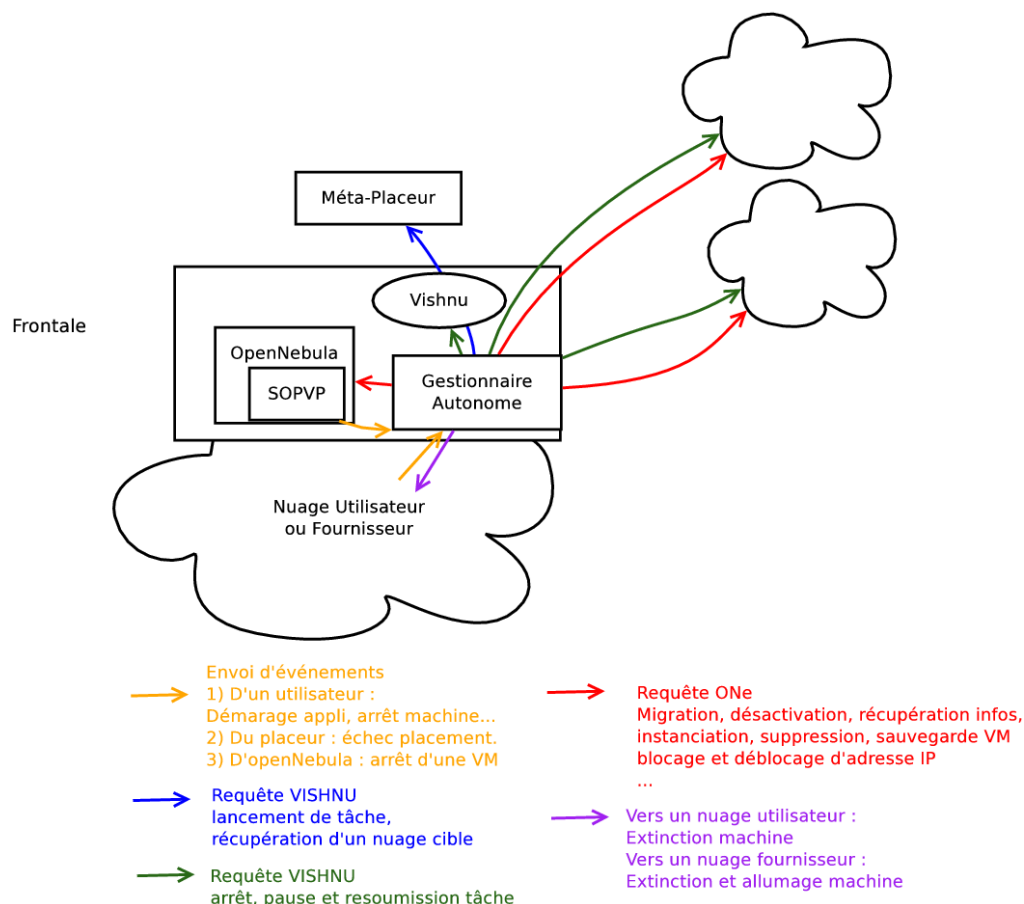 Méta-Placeur
Vishnu
Frontale
OpenNebula
SOPVP
Gestionnaire
Autonome
Nuage Utilisateur
ou Fournisseur
Envoi d'événements
1) D'un utilisateur :
Démarage appli, arrêt machine...
2) Du placeur : échec placement.
3) D'openNebula : arrêt d'une VM
Requête VISHNU
lancement de tâche,
récupération d'un nuage cible
Requête VISHNU
arrêt, pause et resoumission tâche
Requête ONe
Migration, désactivation, récupération infos,
instanciation, suppression, sauvegarde VM
blocage et déblocage d'adresse IP
...
Vers un nuage utilisateur :
Extinction machine
Vers un nuage fournisseur :
Extinction et allumage machine